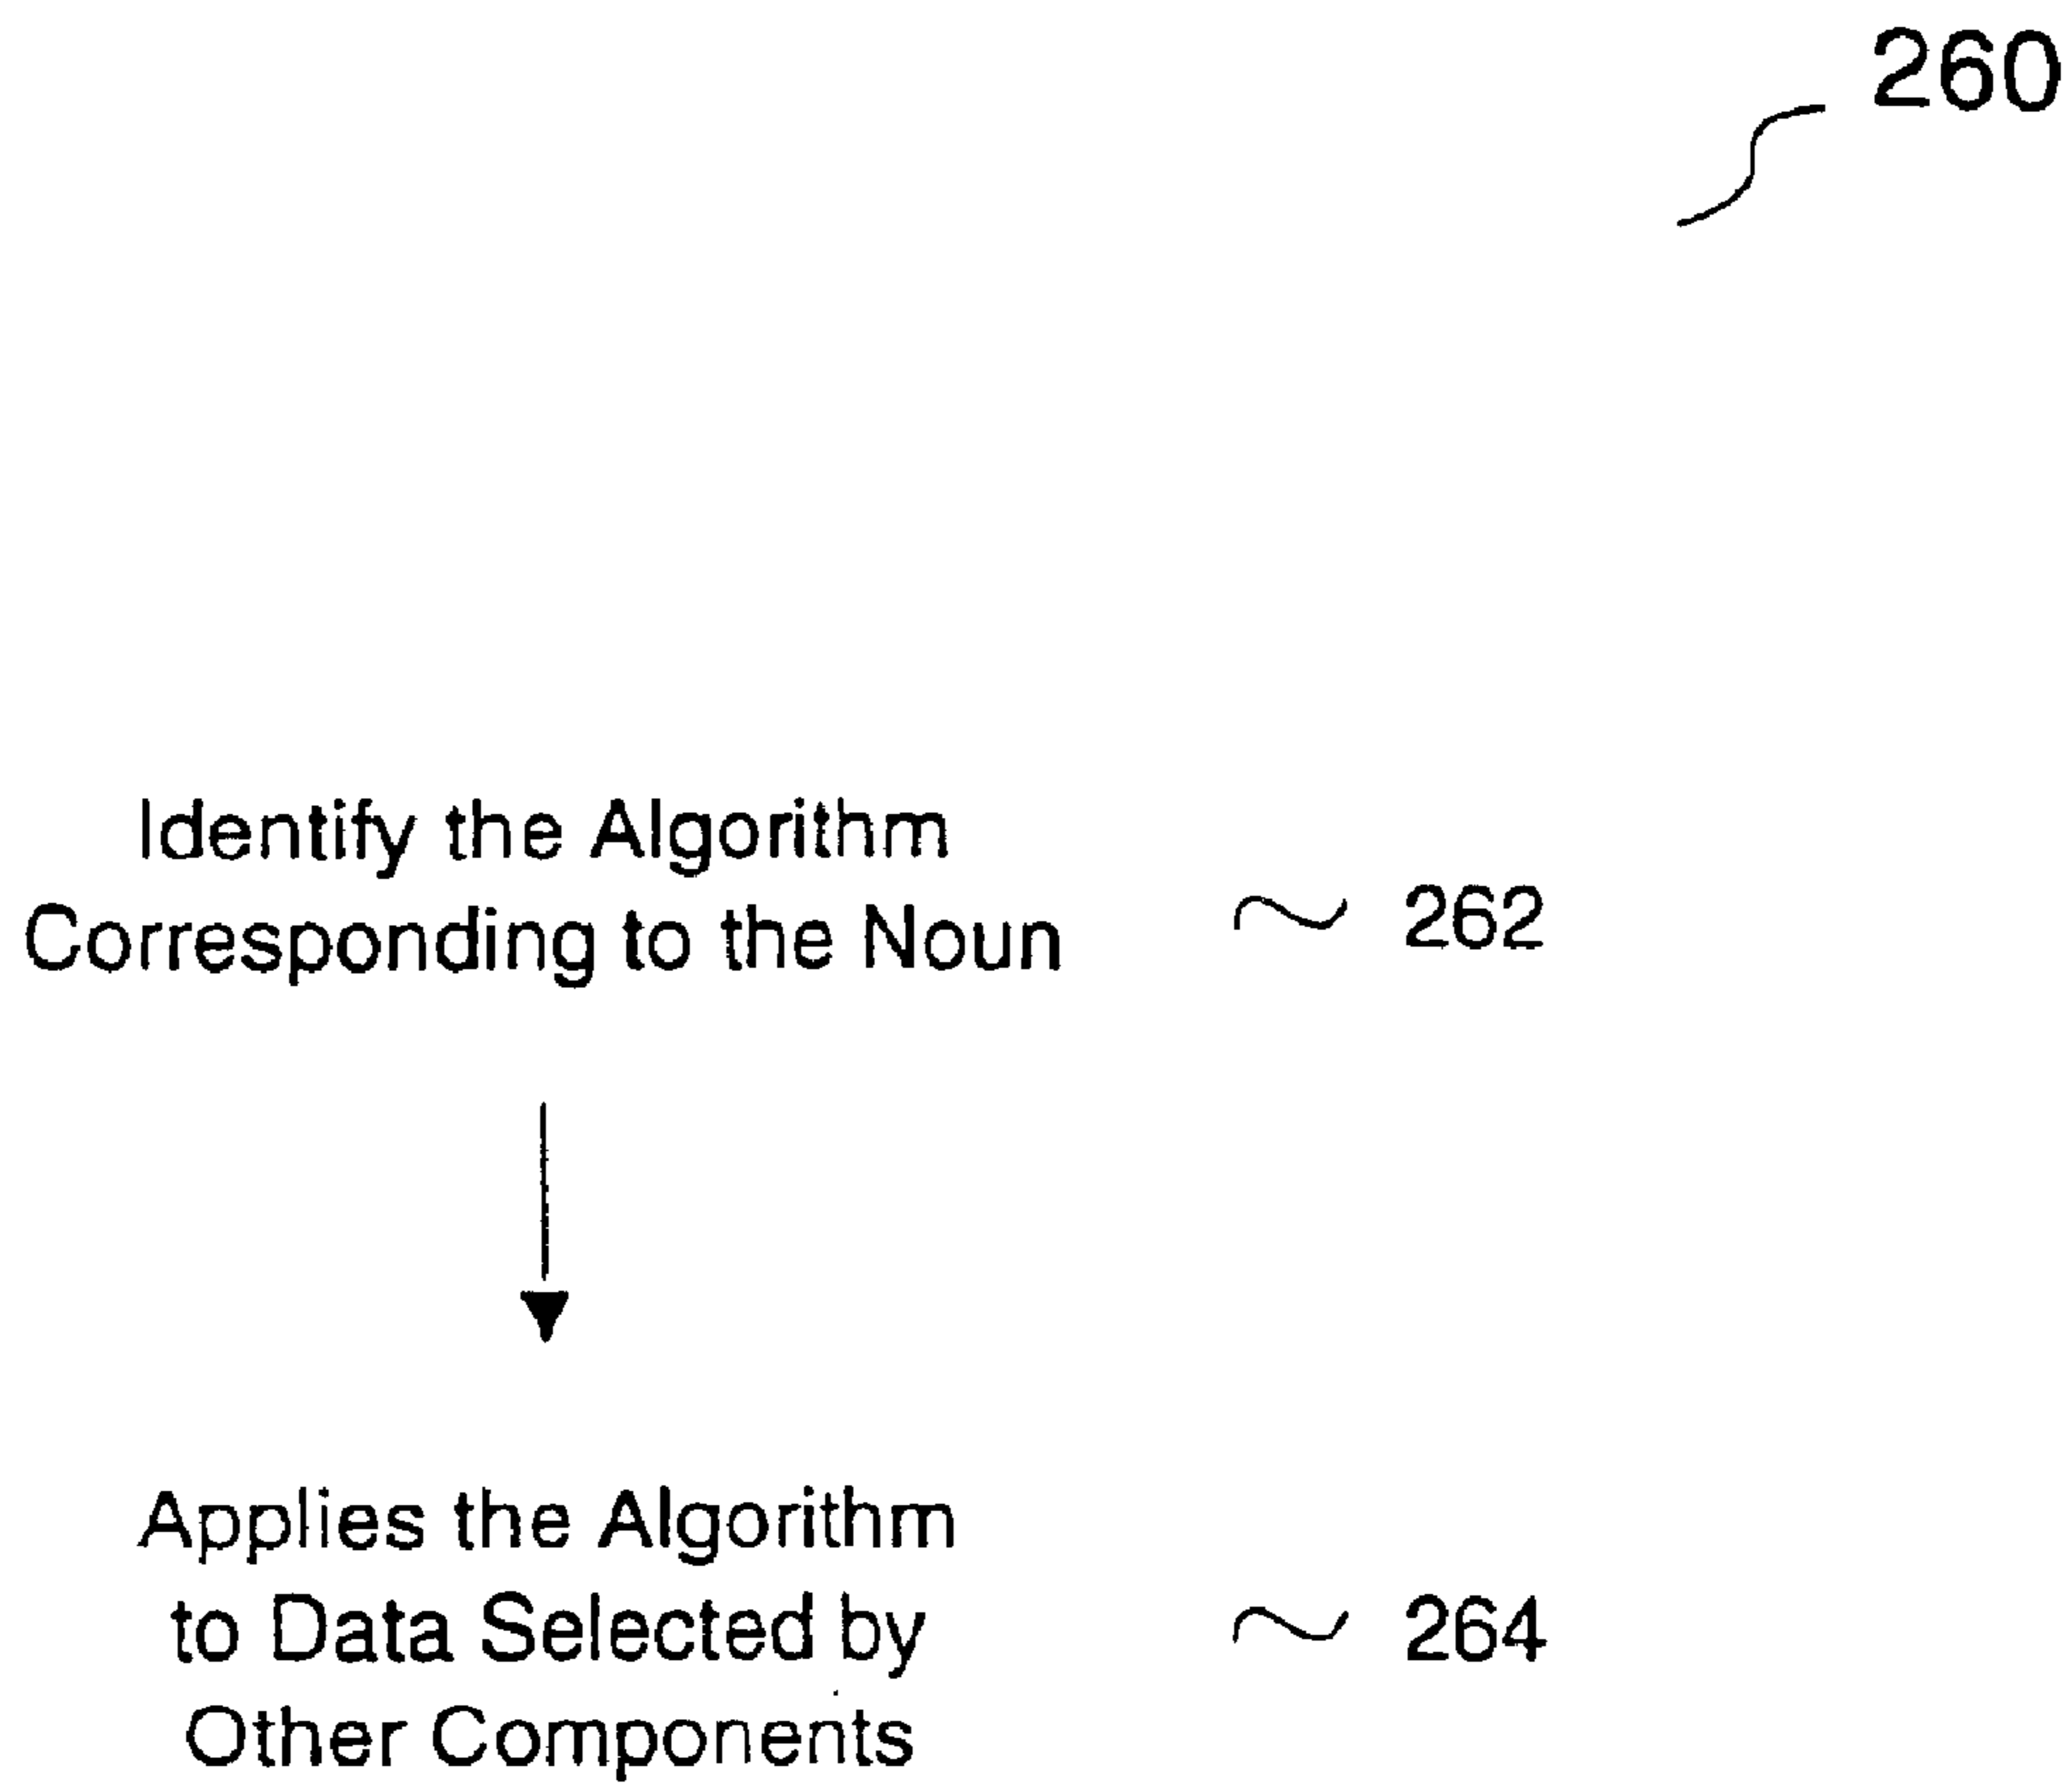 260
Identify the Algorithm
Corresponding to the Noun
262
Applies the Algorithm
to Data Selected by
Other Components
264